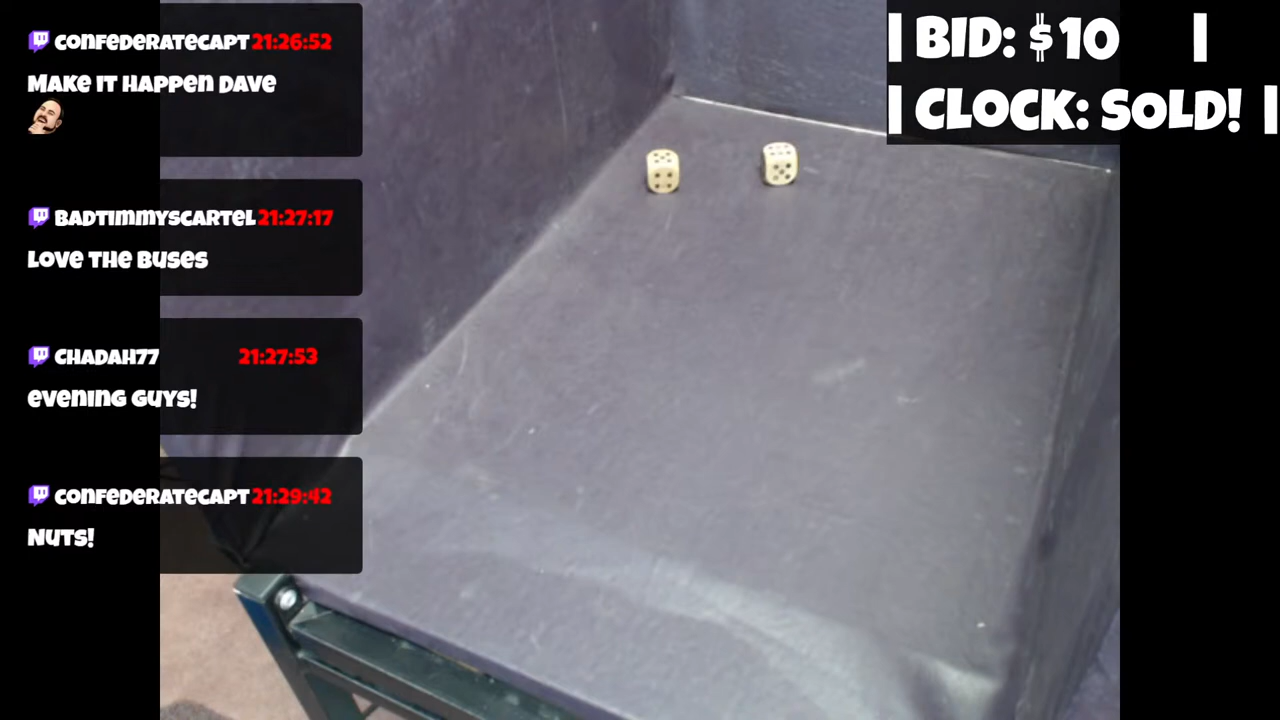 confederatecapt 21:26:52
Make it happen Dave
badtimmyscartel 21:27:17
Love the buses
chadah77 21:27:53
evening guys!
confederatecapt 21:29:42
Nuts!
| BID: $10 |
| CLOCK: SOLD! |